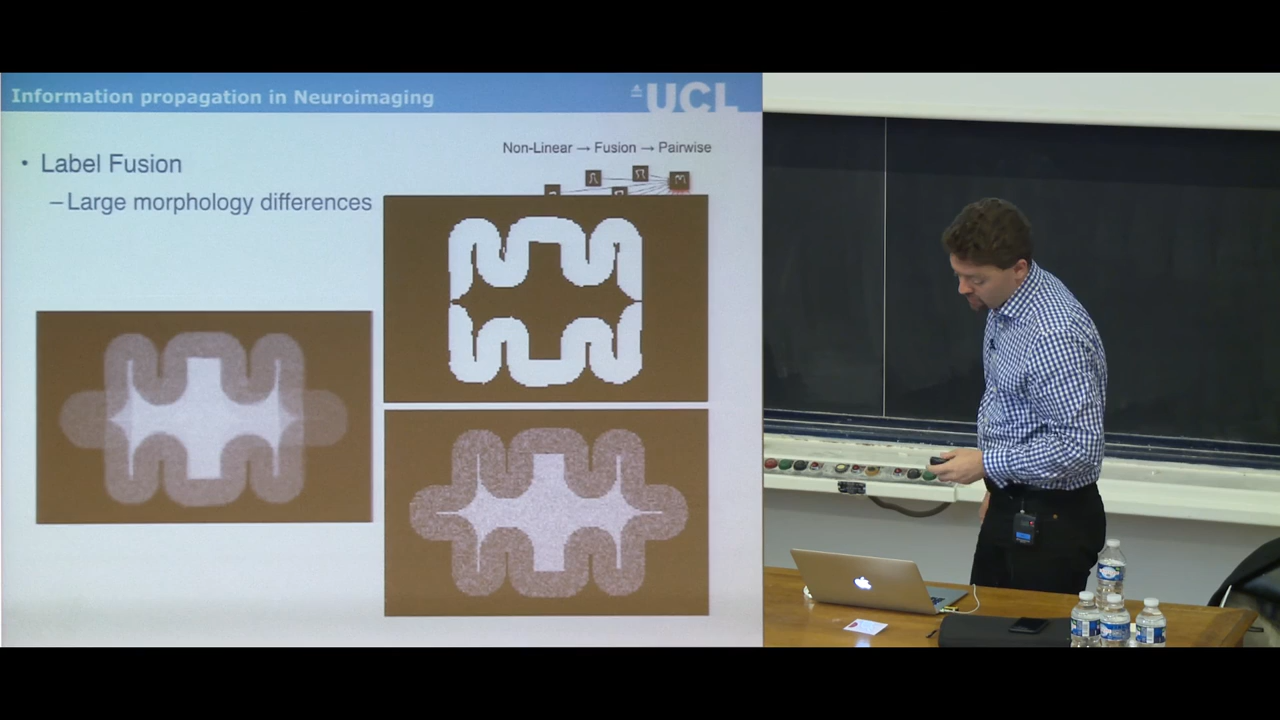 Information propagation in Neuroimaging
UCL
• Label Fusion
Non-Linear → Fusion → Pairwise
– Large morphology differences